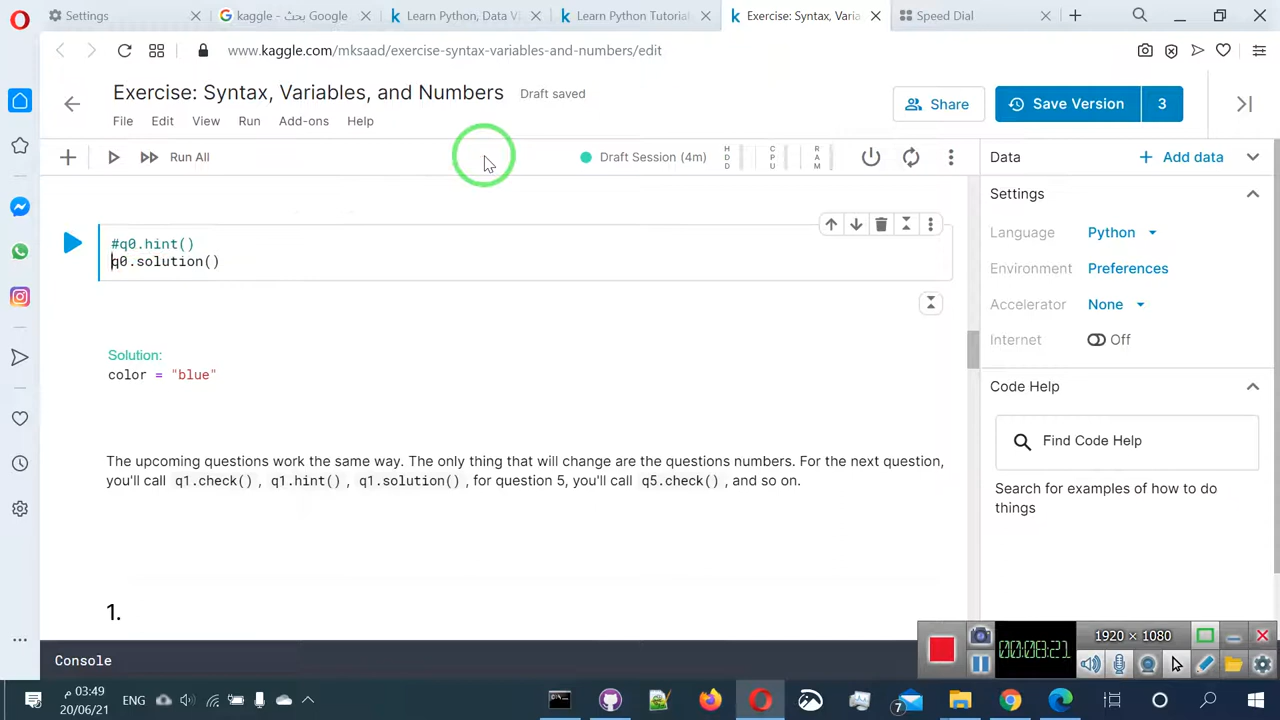 Settings
kaggle - بحث Google
Learn Python, Data Vi
Learn Python Tutorial
Exercise: Syntax, Varia
Speed Dial
www.kaggle.com/mksaad/exercise-syntax-variables-and-numbers/edit
Exercise: Syntax, Variables, and Numbers
Draft saved
File Edit View Run Add-ons Help
Share
Save Version 3
Run All
Draft Session (4m)
HDD
CPU
RAM
Data
Add data
Settings
Language Python
Environment Preferences
Accelerator None
Internet Off
Code Help
Find Code Help
Search for examples of how to do
things
#q0.hint()
q0.solution()
Solution:
color = "blue"
The upcoming questions work the same way. The only thing that will change are the questions numbers. For the next question,
you'll call q1.check() , q1.hint() , q1.solution() , for question 5, you'll call q5.check() , and so on.
1.
Console
00:08:21
1920 × 1080
03:49 م
20/06/21
ENG
7